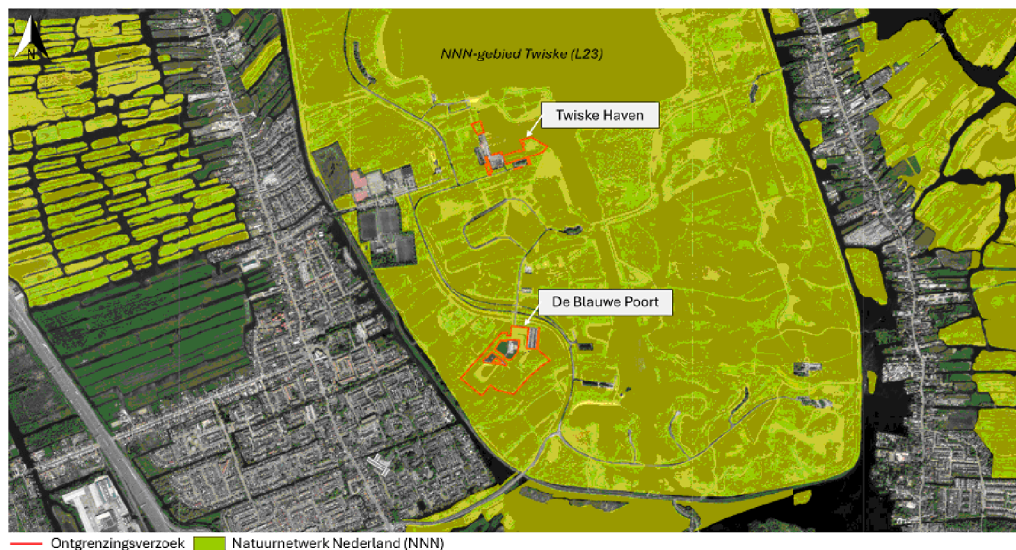 N
NNN-gebied Twiske (L23)
Twiske Haven
De Blauwe Poort
Ontgrenzingsverzoek
Natuurnetwerk Nederland (NNN)